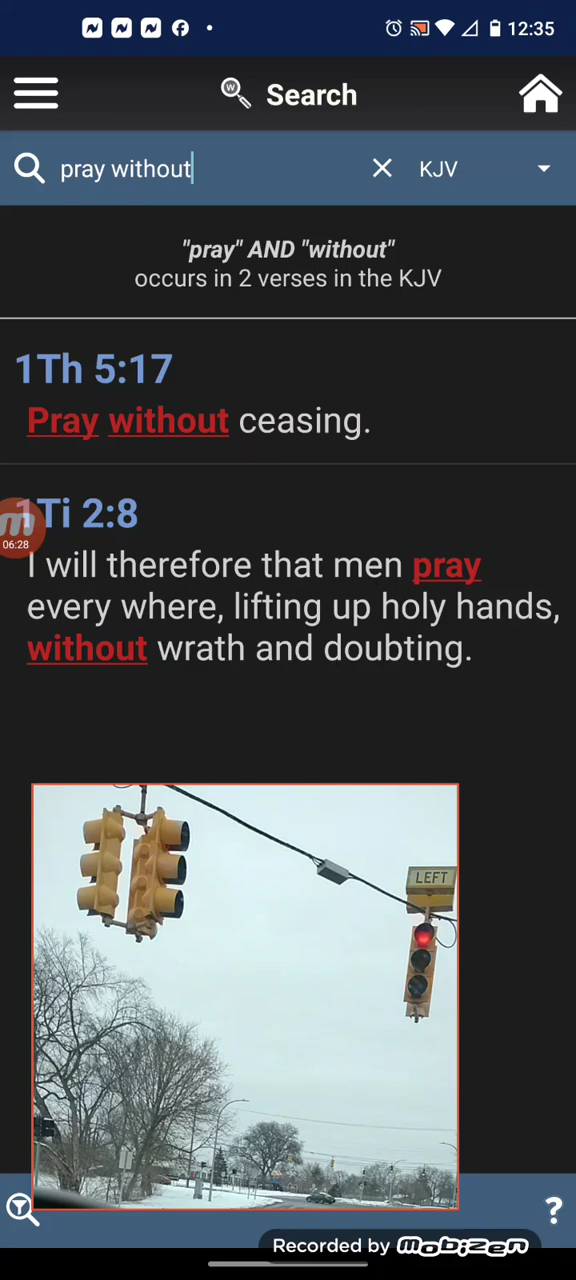 12:35
Search
pray without
KJV
"pray" AND "without"
occurs in 2 verses in the KJV
1Th 5:17
Pray without ceasing.
1Ti 2:8
06:28
I will therefore that men pray
every where, lifting up holy hands,
without wrath and doubting.
LEFT
?
Recorded by mobizen